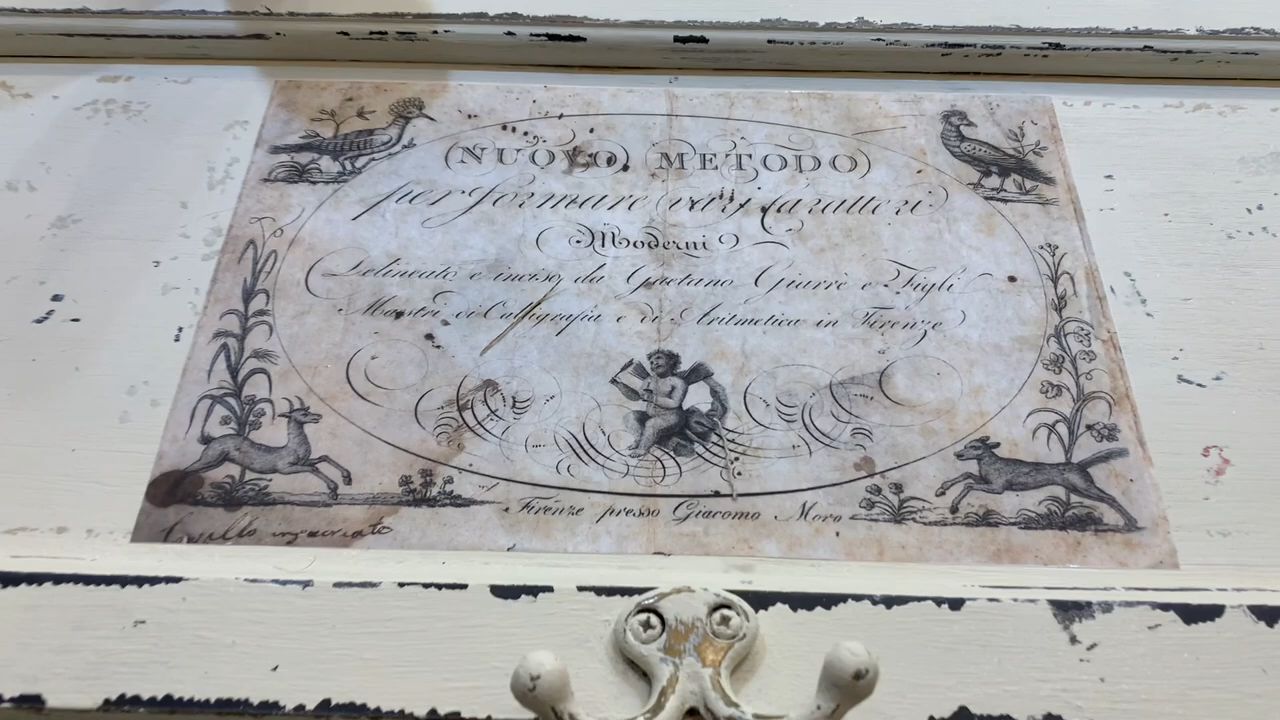 NUOVO METODO
per formare varj Caratteri
Moderni
Delineato e inciso da Gaetano Giarrè e Figli
Maestri di Calligrafia e di Aritmetica in Firenze
Firenze presso Giacomo Moro